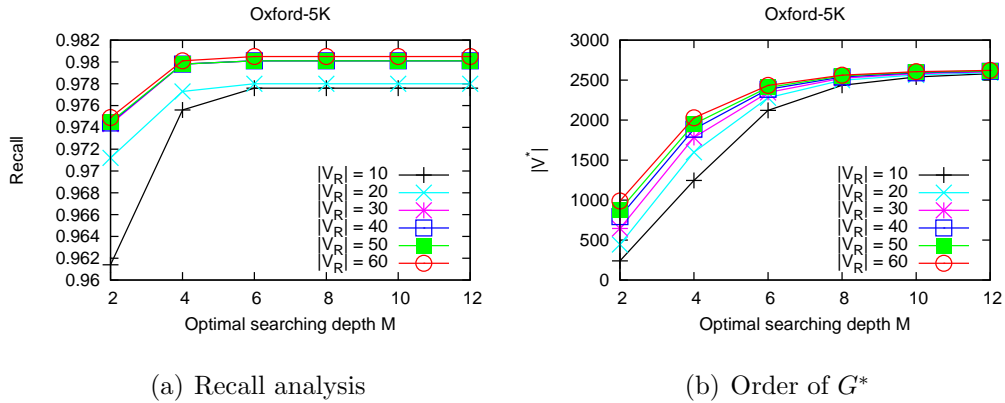 Oxford-5K
Recall
0.982
0.98
0.978
0.976
0.974
0.972
0.97
0.968
0.966
0.964
0.962
0.96
|V_R| = 10
|V_R| = 20
|V_R| = 30
|V_R| = 40
|V_R| = 50
|V_R| = 60
2 4 6 8 10 12
Optimal searching depth M
(a) Recall analysis
Oxford-5K
|V*|
3000
2500
2000
1500
1000
500
0
|V_R| = 10
|V_R| = 20
|V_R| = 30
|V_R| = 40
|V_R| = 50
|V_R| = 60
2 4 6 8 10 12
Optimal searching depth M
(b) Order of G*